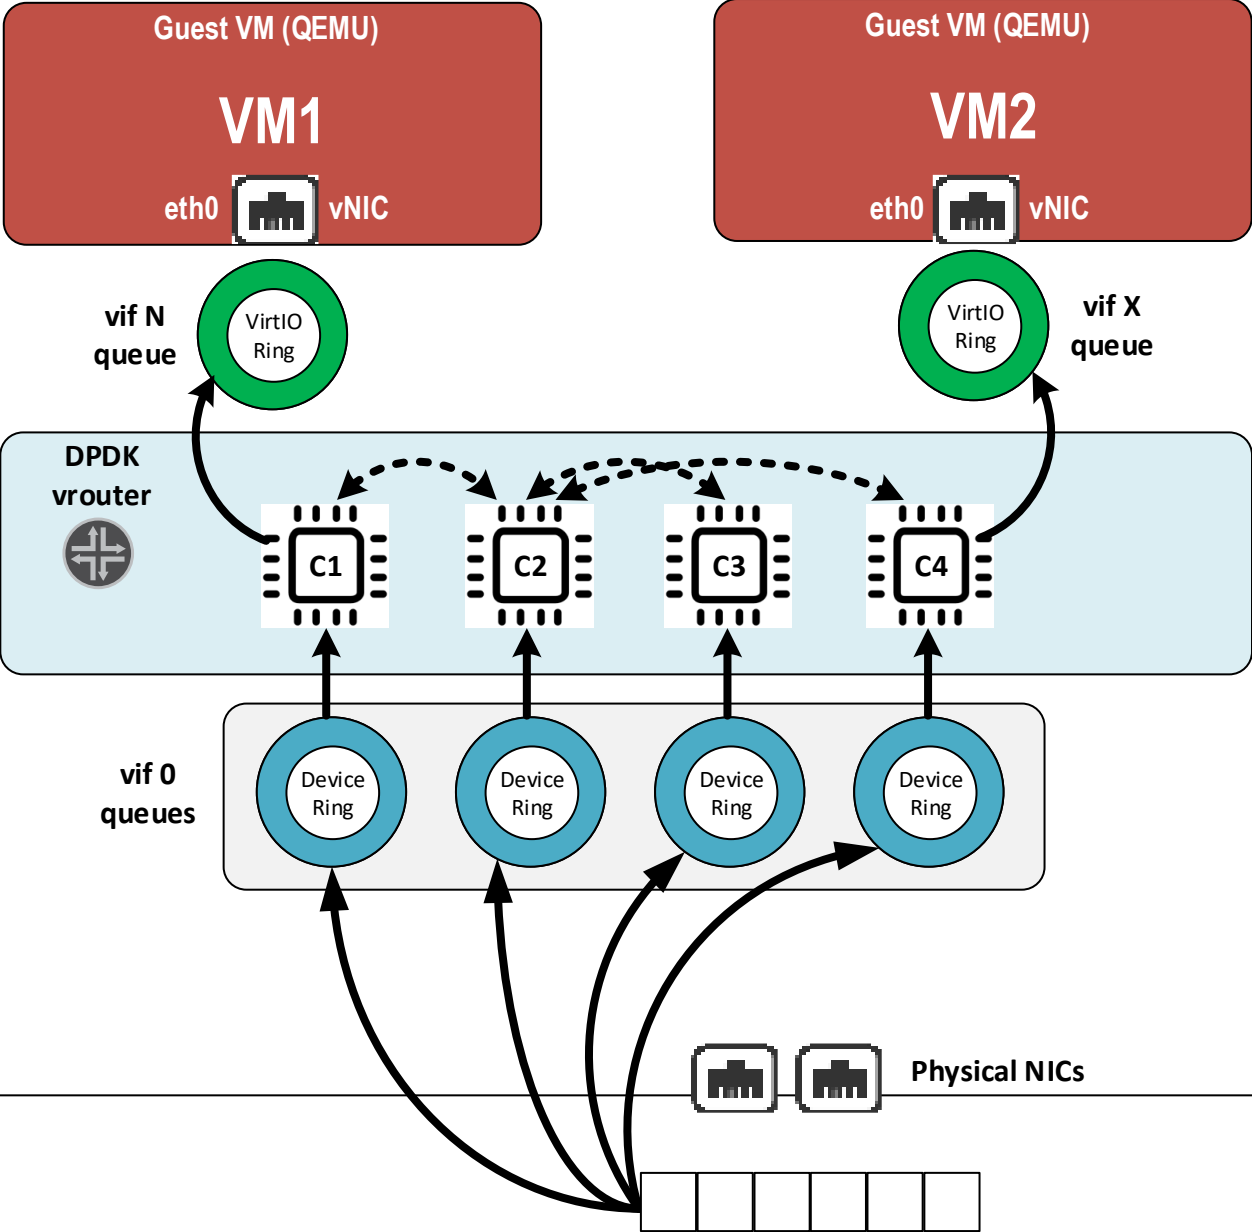 Guest VM (QEMU)
VM1
eth0
vNIC
Guest VM (QEMU)
VM2
eth0
vNIC
vif N
queue
VirtIO
Ring
VirtIO
Ring
vif X
queue
DPDK
vrouter
C1
C2
C3
C4
vif 0
queues
Device
Ring
Device
Ring
Device
Ring
Device
Ring
Physical NICs